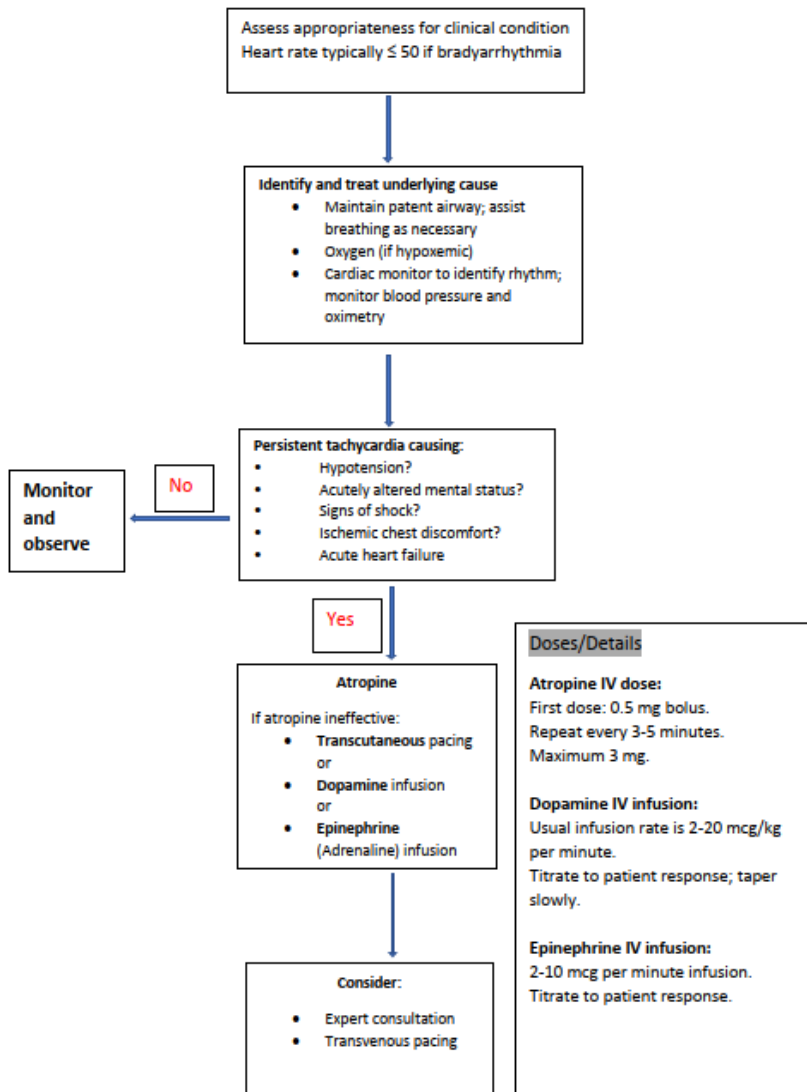 Assess appropriateness for clinical condition
Heart rate typically ≤ 50 if bradyarrhythmia
Identify and treat underlying cause
• Maintain patent airway; assist
breathing as necessary
• Oxygen (if hypoxemic)
• Cardiac monitor to identify rhythm;
monitor blood pressure and
oximetry
Persistent tachycardia causing:
• Hypotension?
• Acutely altered mental status?
• Signs of shock?
• Ischemic chest discomfort?
• Acute heart failure
No
Monitor
and
observe
Yes
Atropine
If atropine ineffective:
• Transcutaneous pacing
or
• Dopamine infusion
or
• Epinephrine
(Adrenaline) infusion
Consider:
• Expert consultation
• Transvenous pacing
Doses/Details
Atropine IV dose:
First dose: 0.5 mg bolus.
Repeat every 3-5 minutes.
Maximum 3 mg.
Dopamine IV infusion:
Usual infusion rate is 2-20 mcg/kg
per minute.
Titrate to patient response; taper
slowly.
Epinephrine IV infusion:
2-10 mcg per minute infusion.
Titrate to patient response.